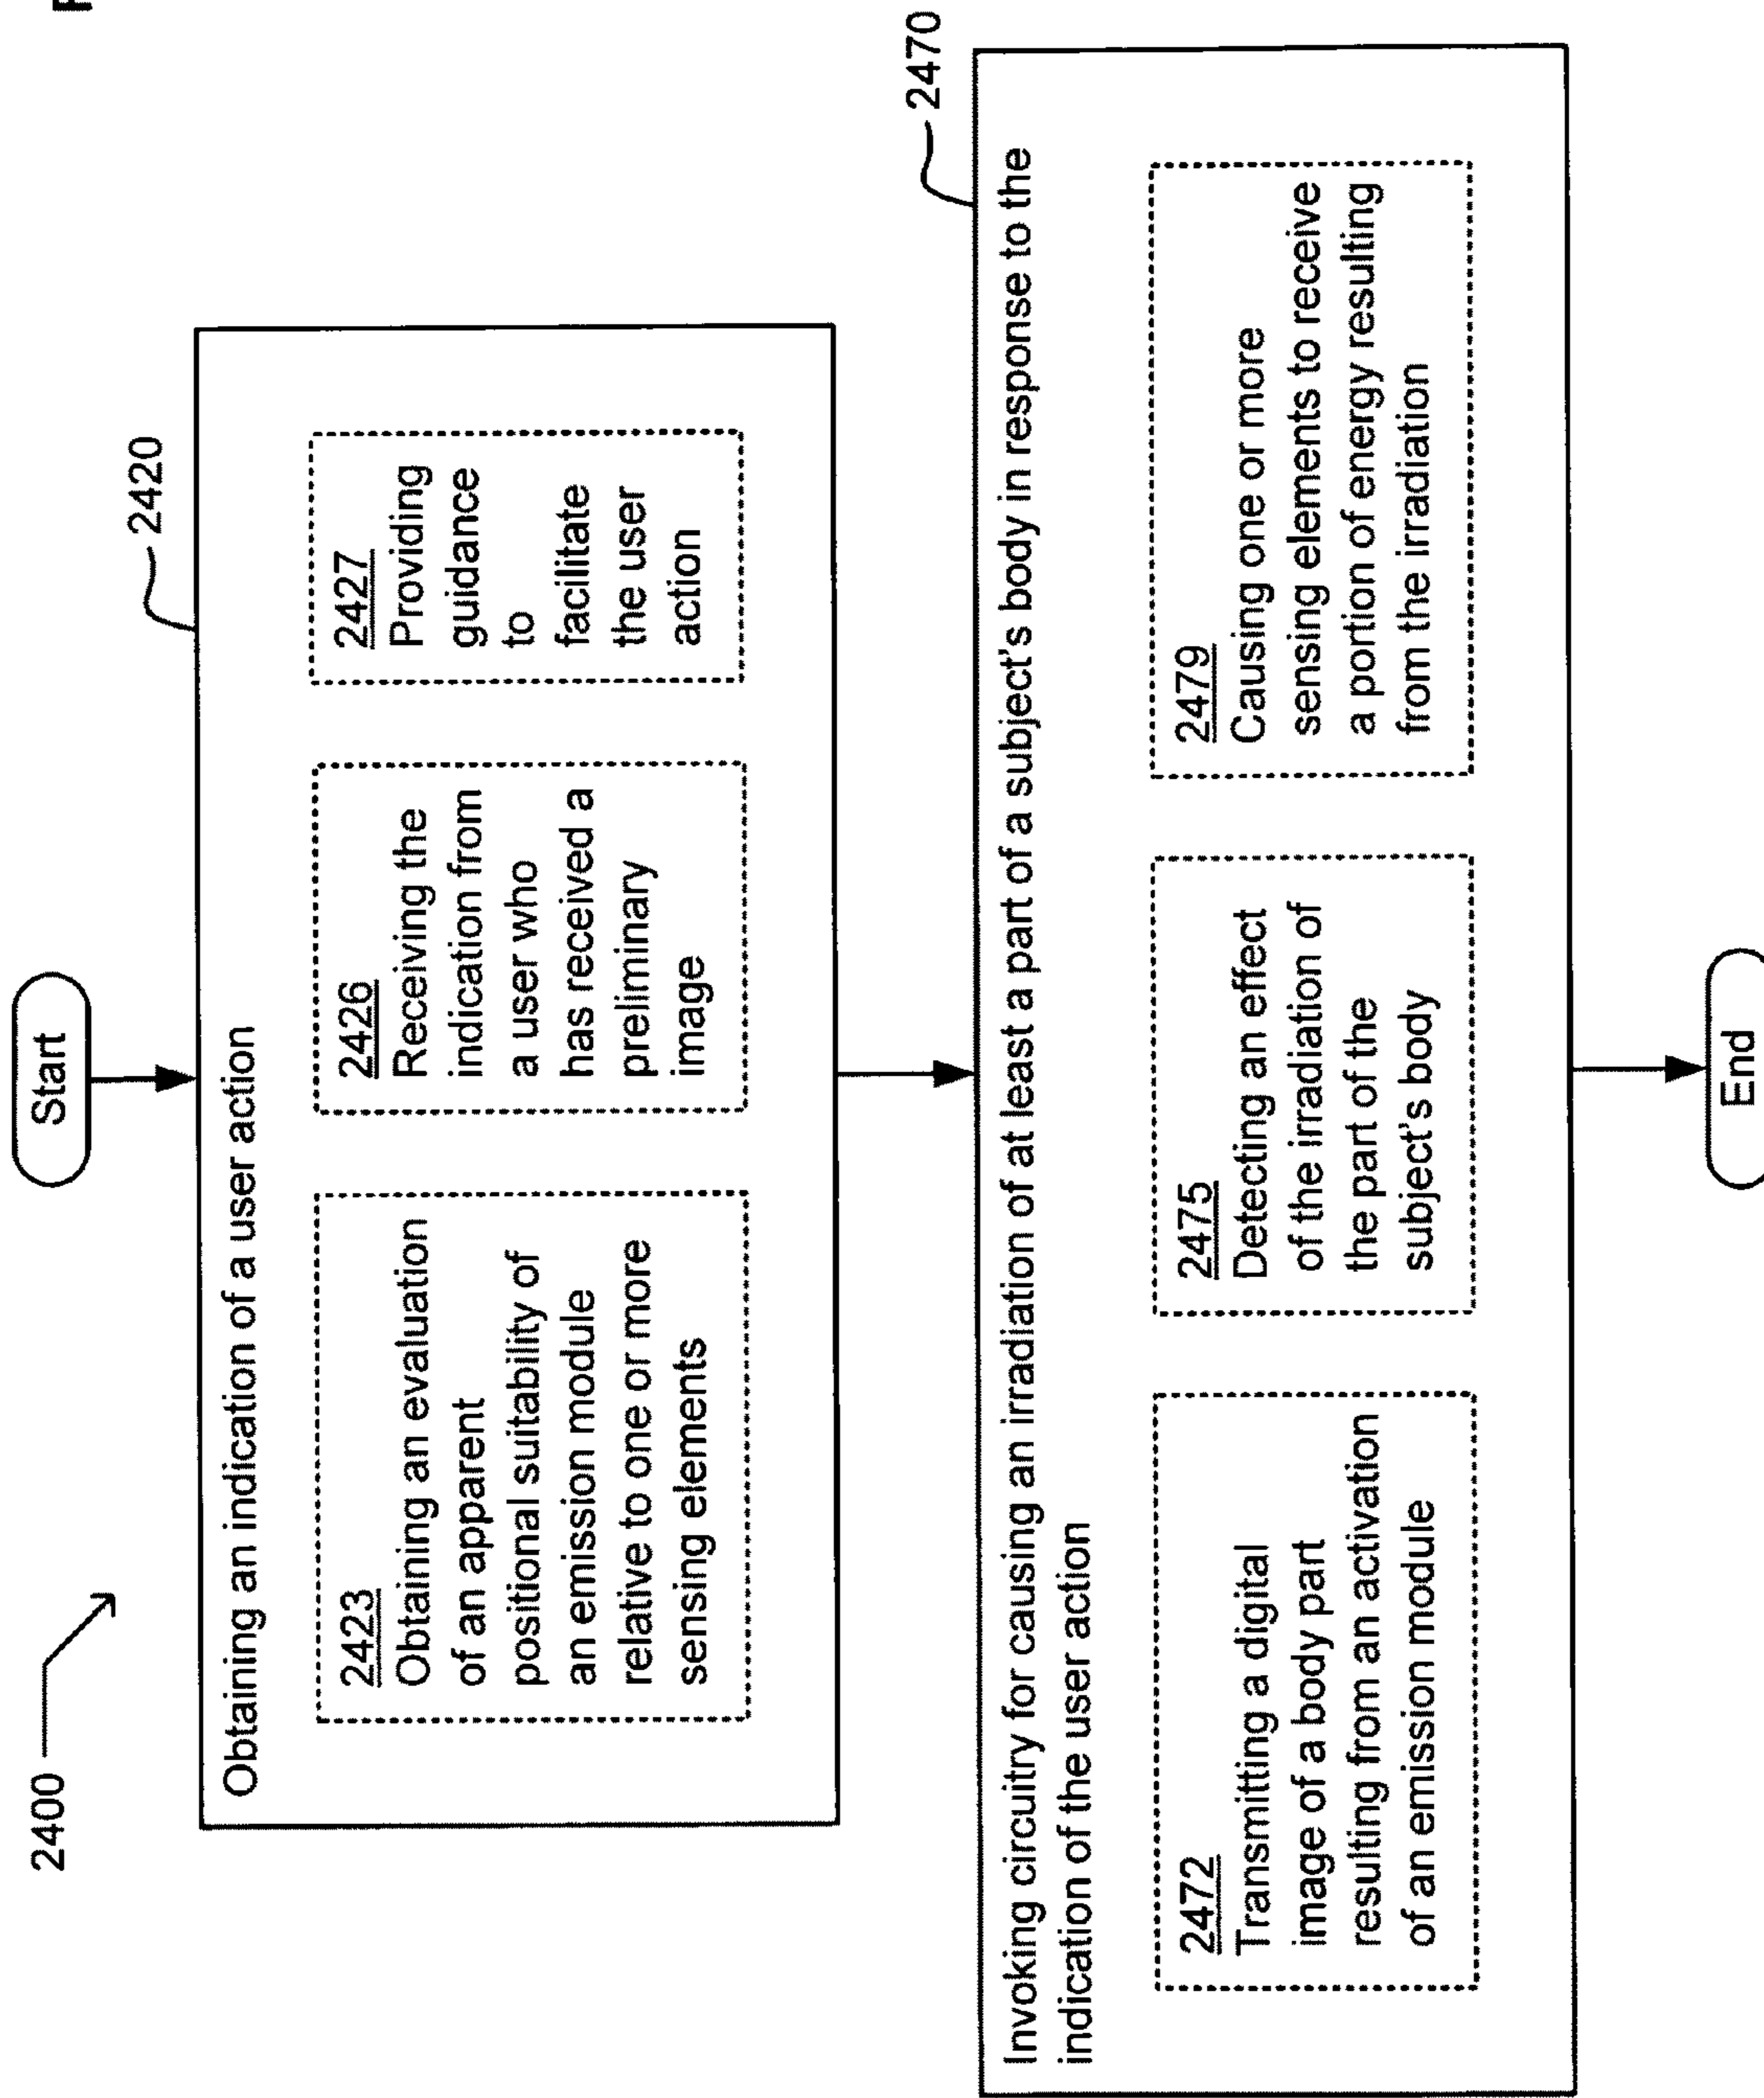 2400
Start
2420
Obtaining an indication of a user action
2423
Obtaining an evaluation
of an apparent
positional suitability of
an emission module
relative to one or more
sensing elements
2426
Receiving the
indication from
a user who
has received a
preliminary
image
2427
Providing
guidance
to
facilitate
the user
action
2470
Invoking circuitry for causing an irradiation of at least a part of a subject's body in response to the
indication of the user action
2472
Transmitting a digital
image of a body part
resulting from an activation
of an emission module
2475
Detecting an effect
of the irradiation of
the part of the
subject's body
2479
Causing one or more
sensing elements to receive
a portion of energy resulting
from the irradiation
End